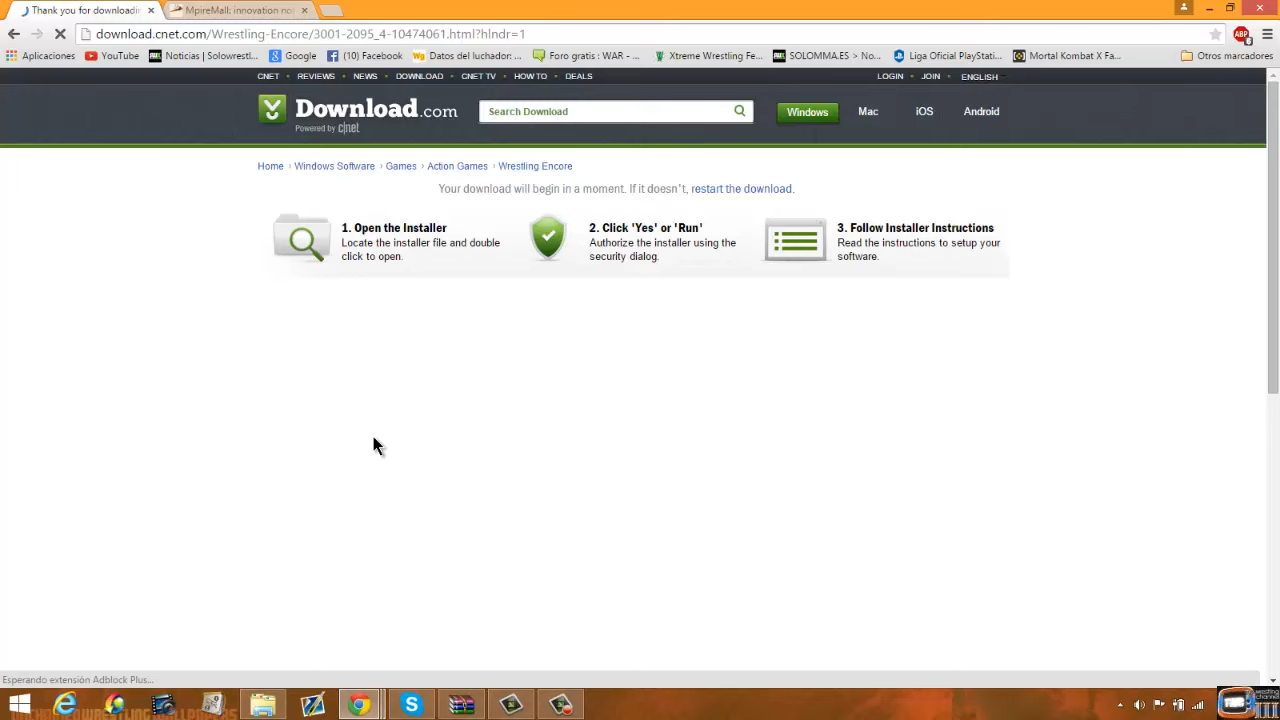 Thank you for downloadin
MpireMall: innovation no
download.cnet.com/Wrestling-Encore/3001-2095_4-10474061.html?hlndr=1
ABP
Aplicaciones
YouTube
Noticias | Solowrestl...
Google
(10) Facebook
Datos del luchador: ...
Foro gratis : WAR - ...
Xtreme Wrestling Fe...
SOLOMMA.ES > No...
Liga Oficial PlayStati...
Mortal Kombat X Fa...
Otros marcadores
CNET
REVIEWS
NEWS
DOWNLOAD
CNET TV
HOW TO
DEALS
LOGIN
JOIN
ENGLISH
Download.com
Powered by c|net
Search Download
Windows
Mac
iOS
Android
Home › Windows Software › Games › Action Games › Wrestling Encore
Your download will begin in a moment. If it doesn't, restart the download.
1. Open the Installer
Locate the installer file and double
click to open.
2. Click 'Yes' or 'Run'
Authorize the installer using the
security dialog.
3. Follow Installer Instructions
Read the instructions to setup your
software.
Esperando extensión Adblock Plus...